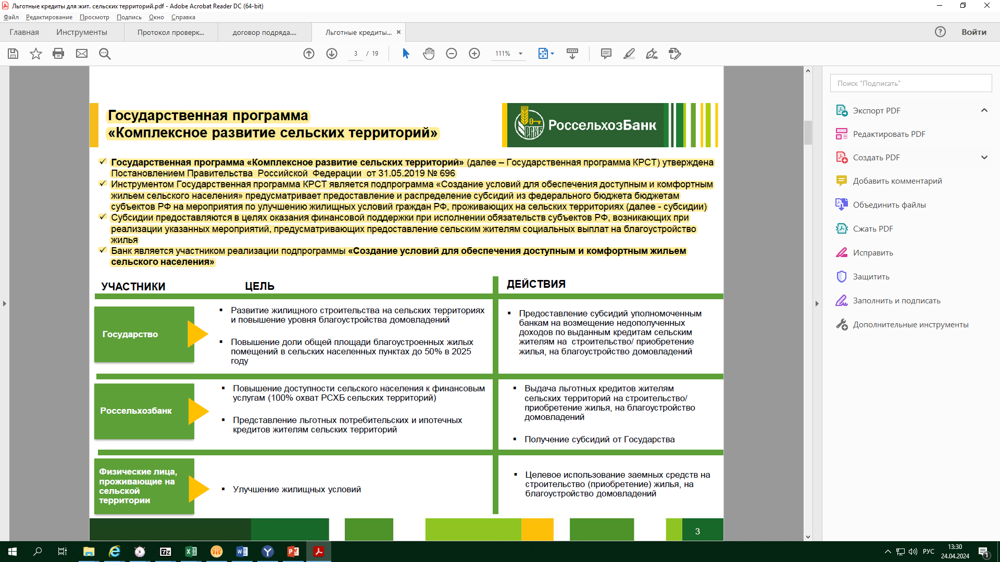 Льготные кредиты для жит. сельских территорий.pdf - Adobe Acrobat Reader DC (64-bit)
Файл Редактирование Просмотр Подпись Окно Справка
Главная Инструменты Протокол проверк... договор подряда.... Льготные кредиты... Войти
3 / 19 111%
Поиск "Подписать"
Экспорт PDF
Редактировать PDF
Создать PDF
Добавить комментарий
Объединить файлы
Сжать PDF
Исправить
Защитить
Заполнить и подписать
Дополнительные инструменты
Государственная программа
«Комплексное развитие сельских территорий»
РоссельхозБанк
Государственная программа «Комплексное развитие сельских территорий» (далее – Государственная программа КРСТ) утверждена
Постановлением Правительства Российской Федерации от 31.05.2019 № 696
Инструментом Государственная программа КРСТ является подпрограмма «Создание условий для обеспечения доступным и комфортным
жильем сельского населения» предусматривает предоставление и распределение субсидий из федерального бюджета бюджетам
субъектов РФ на мероприятия по улучшению жилищных условий граждан РФ, проживающих на сельских территориях (далее - субсидии)
Субсидии предоставляются в целях оказания финансовой поддержки при исполнении обязательств субъектов РФ, возникающих при
реализации указанных мероприятий, предусматривающих предоставление сельским жителям социальных выплат на благоустройство
жилья
Банк является участником реализации подпрограммы «Создание условий для обеспечения доступным и комфортным жильем
сельского населения»
УЧАСТНИКИ ЦЕЛЬ ДЕЙСТВИЯ
Государство
Развитие жилищного строительства на сельских территориях
и повышение уровня благоустройства домовладений
Повышение доли общей площади благоустроенных жилых
помещений в сельских населенных пунктах до 50% в 2025
году
Предоставление субсидий уполномоченным
банкам на возмещение недополученных
доходов по выданным кредитам сельским
жителям на строительство/ приобретение
жилья, на благоустройство домовладений
Россельхозбанк
Повышение доступности сельского населения к финансовым
услугам (100% охват РСХБ сельских территорий)
Представление льготных потребительских и ипотечных
кредитов жителям сельских территорий
Выдача льготных кредитов жителям
сельских территорий на строительство/
приобретение жилья, на благоустройство
домовладений
Получение субсидий от Государства
Физические лица,
проживающие на
сельской
территории
Улучшение жилищных условий
Целевое использование заемных средств на
строительство (приобретение) жилья, на
благоустройство домовладений
3
РУС
13:30
24.04.2024
1